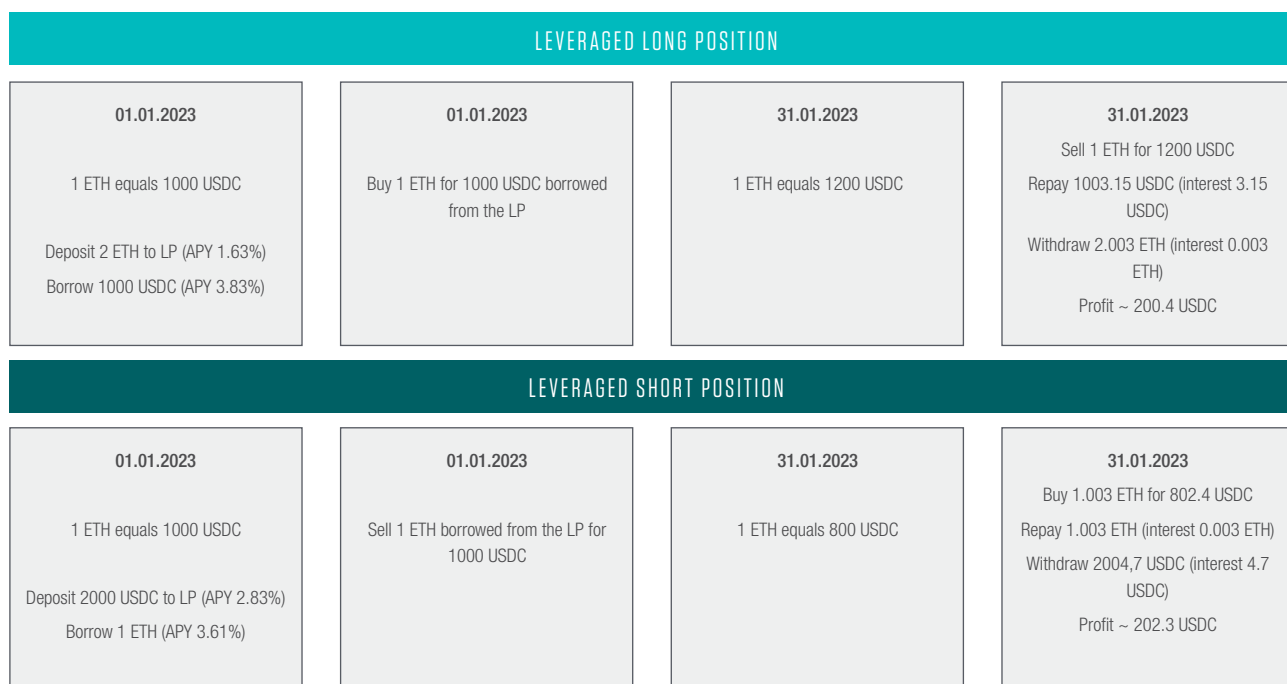 LEVERAGED LONG POSITION
01.01.2023
1 ETH equals 1000 USDC
Deposit 2 ETH to LP (APY 1.63%)
Borrow 1000 USDC (APY 3.83%)
01.01.2023
Buy 1 ETH for 1000 USDC borrowed
from the LP
31.01.2023
1 ETH equals 1200 USDC
31.01.2023
Sell 1 ETH for 1200 USDC
Repay 1003.15 USDC (interest 3.15
USDC)
Withdraw 2.003 ETH (interest 0.003
ETH)
Profit ~ 200.4 USDC
LEVERAGED SHORT POSITION
01.01.2023
1 ETH equals 1000 USDC
Deposit 2000 USDC to LP (APY 2.83%)
Borrow 1 ETH (APY 3.61%)
01.01.2023
Sell 1 ETH borrowed from the LP for
1000 USDC
31.01.2023
1 ETH equals 800 USDC
31.01.2023
Buy 1.003 ETH for 802.4 USDC
Repay 1.003 ETH (interest 0.003 ETH)
Withdraw 2004,7 USDC (interest 4.7
USDC)
Profit ~ 202.3 USDC